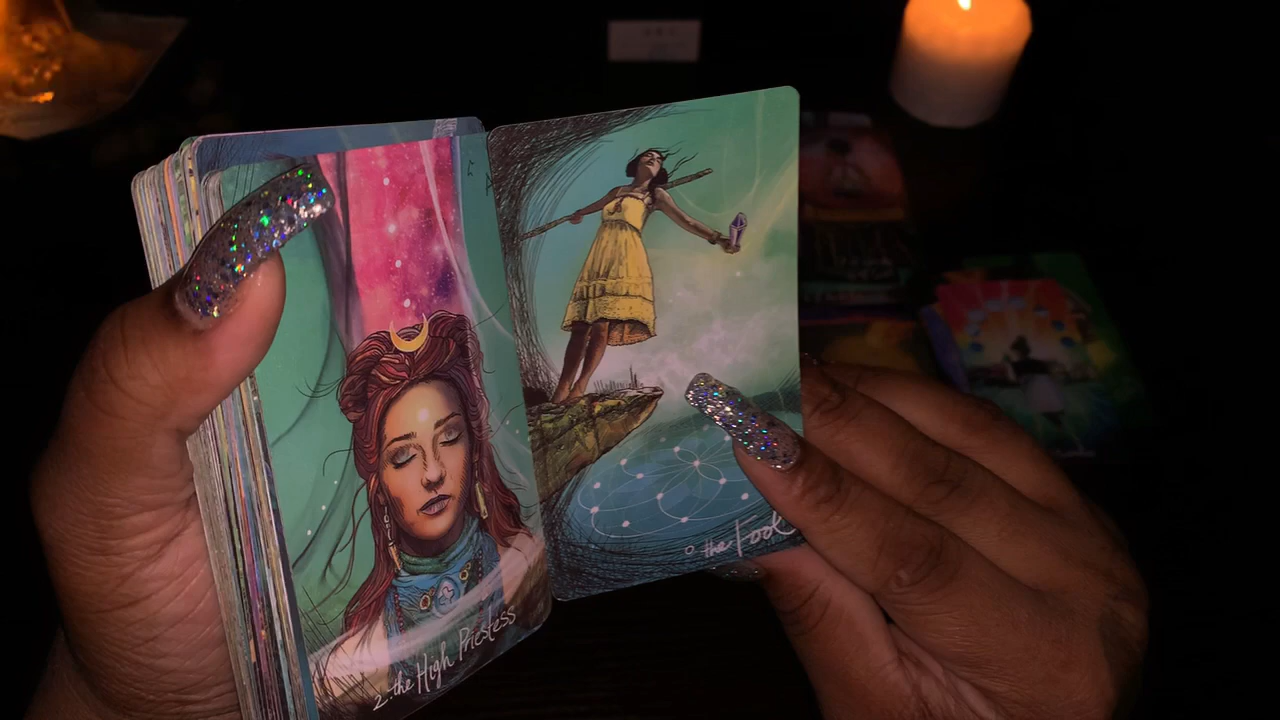 2. the High Priestess
0 the Fool